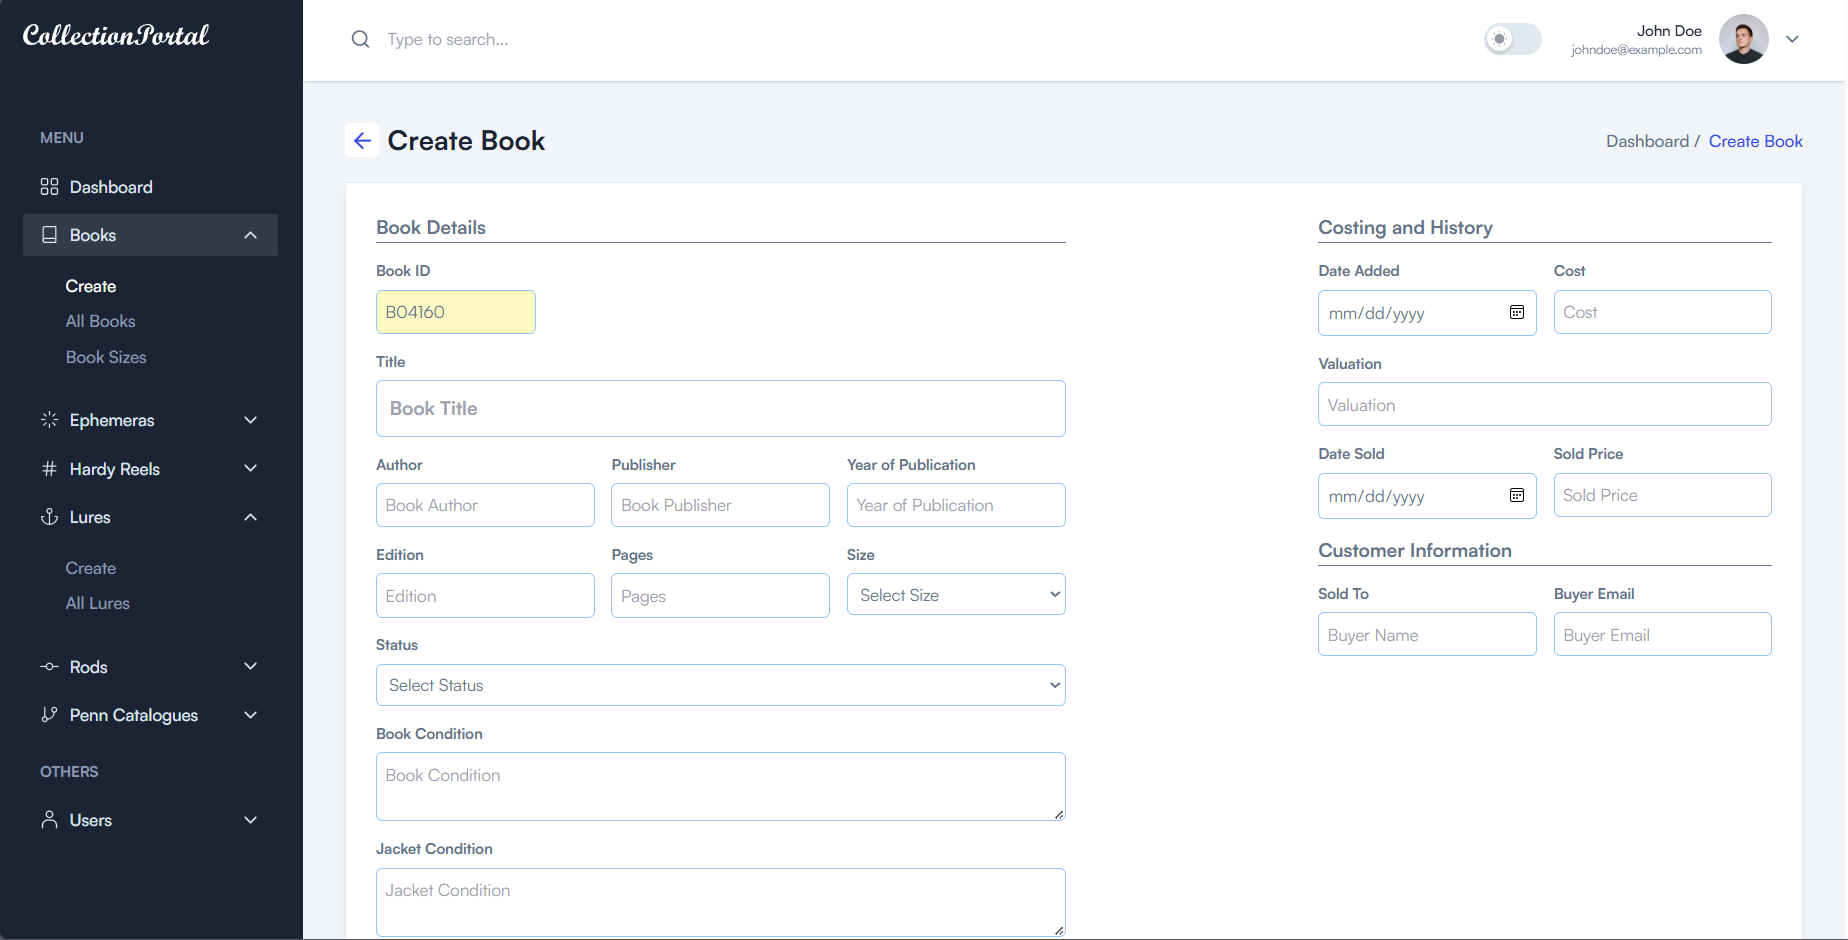 CollectionPortal
MENU
Dashboard
Books
Create
All Books
Book Sizes
Ephemeras
Hardy Reels
Lures
Create
All Lures
Rods
Penn Catalogues
OTHERS
Users
Type to search...
John Doe
johndoe@example.com
Create Book
Dashboard / Create Book
Book Details
Book ID
B04160
Title
Book Title
Author Publisher Year of Publication
Book Author Book Publisher Year of Publication
Edition Pages Size
Edition Pages Select Size
Status
Select Status
Book Condition
Book Condition
Jacket Condition
Jacket Condition
Costing and History
Date Added Cost
mm/dd/yyyy Cost
Valuation
Valuation
Date Sold Sold Price
mm/dd/yyyy Sold Price
Customer Information
Sold To Buyer Email
Buyer Name Buyer Email